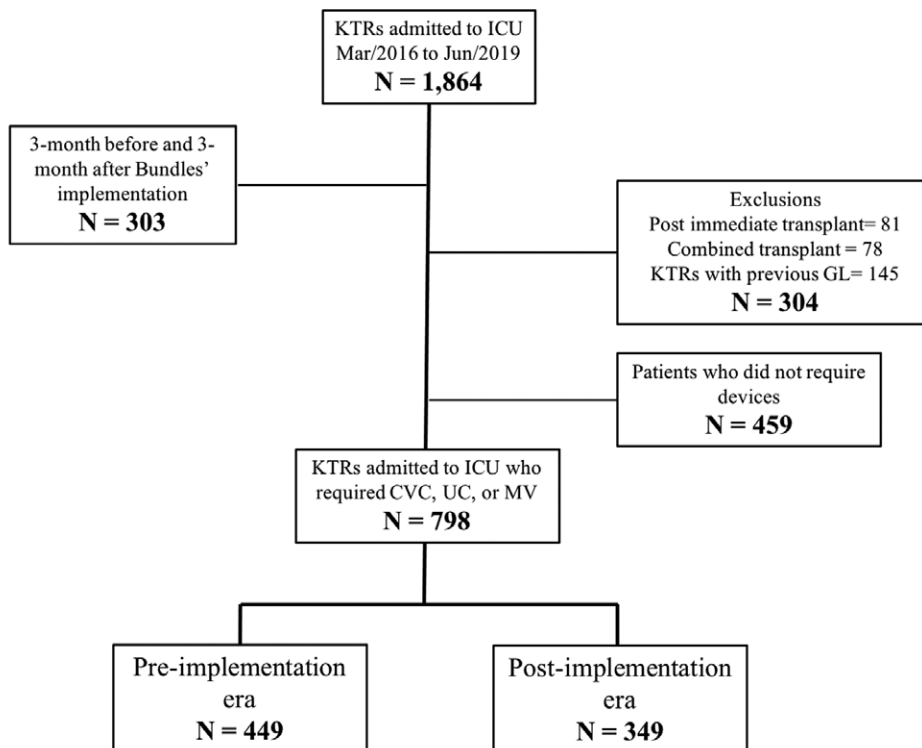 KTRs admitted to ICU
Mar/2016 to Jun/2019
N = 1,864
3-month before and 3-
month after Bundles'
implementation
N = 303
Exclusions
Post immediate transplant= 81
Combined transplant = 78
KTRs with previous GL= 145
N = 304
Patients who did not require
devices
N = 459
KTRs admitted to ICU who
required CVC, UC, or MV
N = 798
Pre-implementation
era
N = 449
Post-implementation
era
N = 349